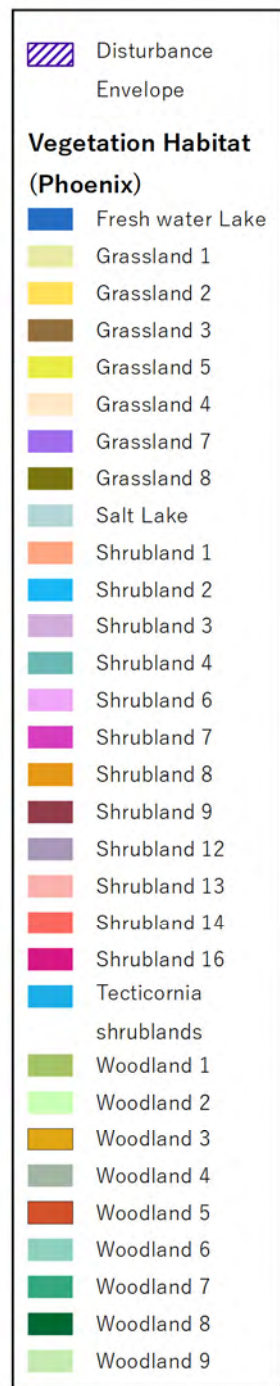 Disturbance
Envelope
Vegetation Habitat
(Phoenix)
Fresh water Lake
Grassland 1
Grassland 2
Grassland 3
Grassland 5
Grassland 4
Grassland 7
Grassland 8
Salt Lake
Shrubland 1
Shrubland 2
Shrubland 3
Shrubland 4
Shrubland 6
Shrubland 7
Shrubland 8
Shrubland 9
Shrubland 12
Shrubland 13
Shrubland 14
Shrubland 16
Tecticornia
shrublands
Woodland 1
Woodland 2
Woodland 3
Woodland 4
Woodland 5
Woodland 6
Woodland 7
Woodland 8
Woodland 9